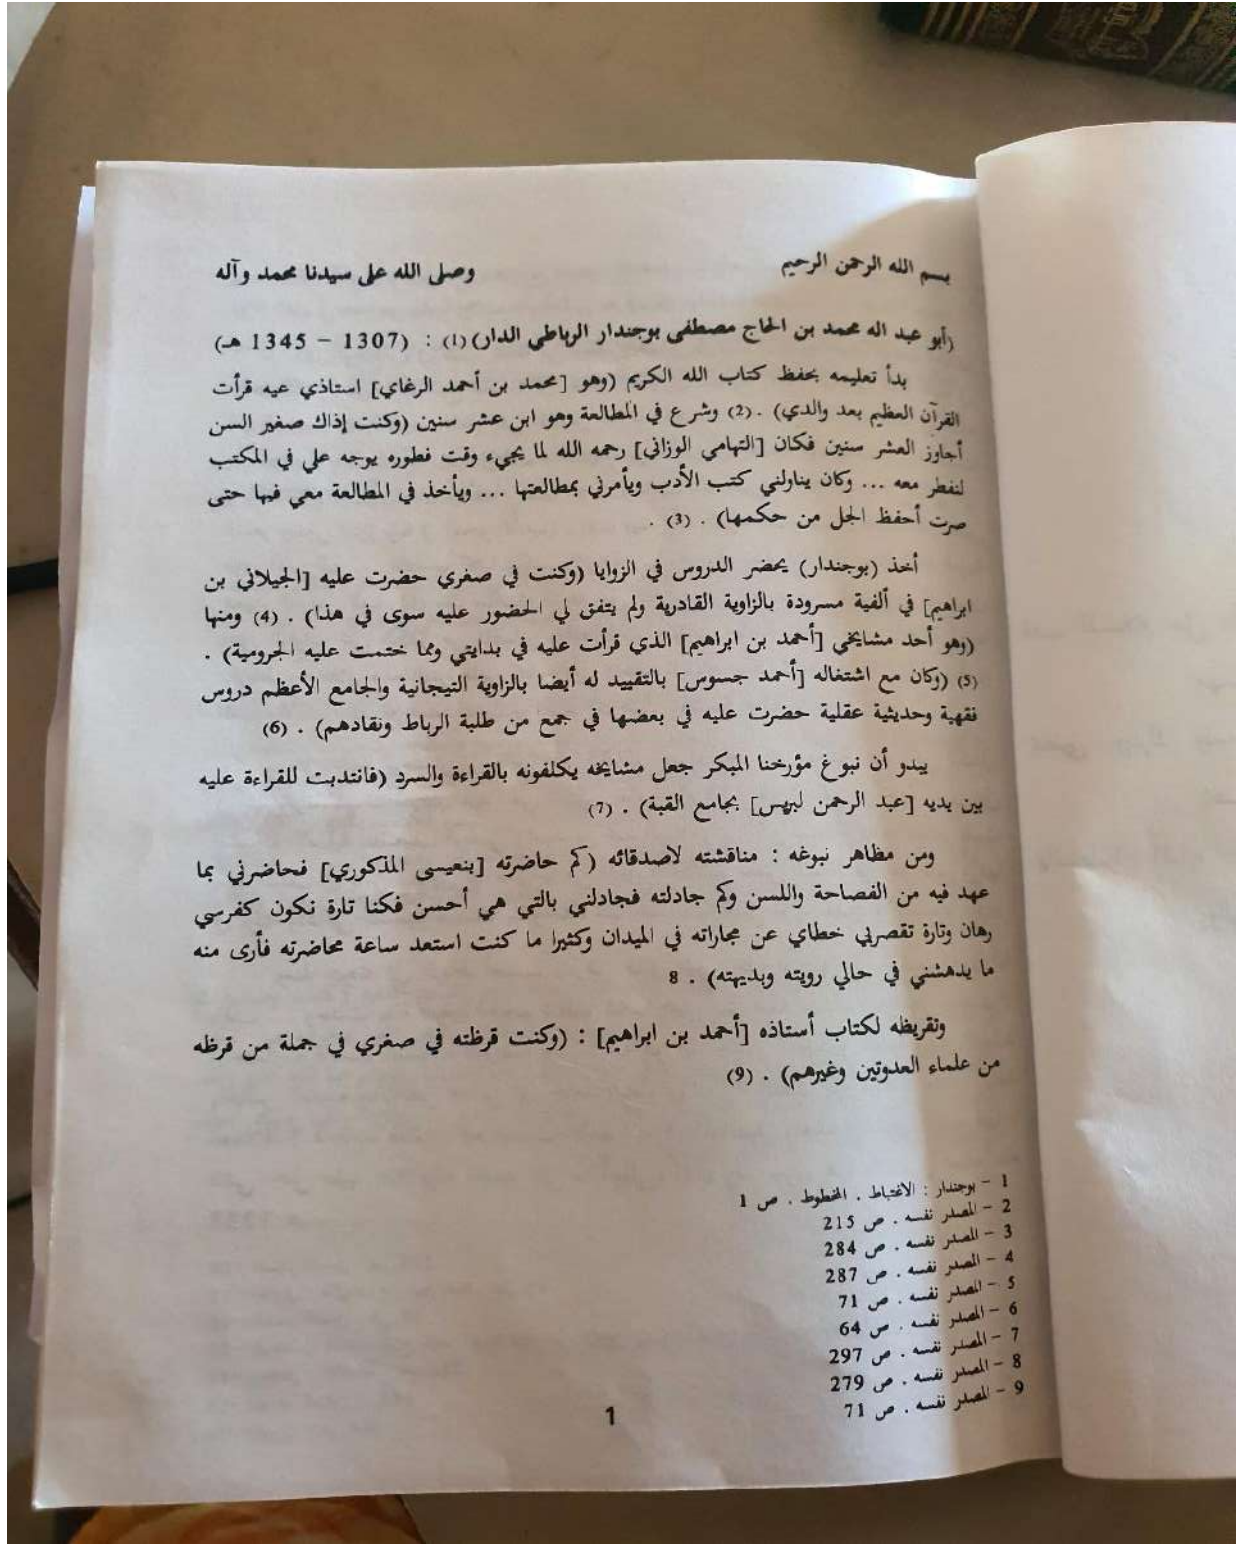 بسم الله الرحمن الرحيم وصلى الله على سيدنا محمد وآله
(أبو عبد اله محمد بن الحاج مصطفى بوجندار الرباطي الدار) (1) : (1307 – 1345 هـ)
بدأ تعليمه بحفظ كتاب الله الكريم (وهو [محمد بن أحمد الرغاي] استاذي عيه قرأت
القرآن العظيم بعد والدي) . (2) وشرع في المطالعة وهو ابن عشر سنين (وكنت إذاك صغير السن
أجاوز العشر سنين فكان [التهامي الوزاني] رحمه الله لما يجيء وقت فطوره يوجه علي في المكتب
لنفطر معه ... وكان يناولني كتب الأدب ويأمرني بمطالعتها ... ويأخذ في المطالعة معي فيها حتى
صرت أحفظ الجل من حكمها) . (3) .
أخذ (بوجندار) يحضر الدروس في الزوايا (وكنت في صغري حضرت عليه [الجيلاني بن
ابراهيم] في ألفية مسرودة بالزاوية القادرية ولم يتفق لي الحضور عليه سوى في هذا) . (4) ومنها
(وهو أحد مشايخي [أحمد بن ابراهيم] الذي قرأت عليه في بدايتي ومما ختمت عليه الجرومية) .
(5) (وكان مع اشتغاله [أحمد جسوس] بالتقييد له أيضا بالزاوية التيجانية والجامع الأعظم دروس
فقهية وحديثية عقلية حضرت عليه في بعضها في جمع من طلبة الرباط ونقادهم) . (6)
يبدو أن نبوغ مؤرخنا المبكر جعل مشايخه يكلفونه بالقراءة والسرد (فانتدبت للقراءة عليه
بين يديه [عبد الرحمن لبريس] بجامع القبة) . (7)
ومن مظاهر نبوغه : مناقشته لاصدقائه (كم حاضرته [بنعيسى المذكوري] فحاضرني بما
عهد فيه من الفصاحة واللسن وكم جادلته فجادلني بالتي هي أحسن فكنا تارة نكون كفرسي
رهان وتارة تقصربي خطاي عن مجاراته في الميدان وكثيرا ما كنت استعد ساعة محاضرته فأرى منه
ما يدهشني في حالي رويته وبديهته) . 8
وتقريظه لكتاب أستاذه [أحمد بن ابراهيم] : (وكنت قرظته في صغري في جملة من قرظه
من علماء العدوتين وغيرهم) . (9)
1 – بوجندار : الاغتباط . المخطوط . ص 1
2 – المصدر نفسه . ص 215
3 – المصدر نفسه . ص 284
4 – المصدر نفسه . ص 287
5 – المصدر نفسه . ص 71
6 – المصدر نفسه . ص 64
7 – المصدر نفسه . ص 297
8 – المصدر نفسه . ص 279
9 – المصدر نفسه . ص 71
1